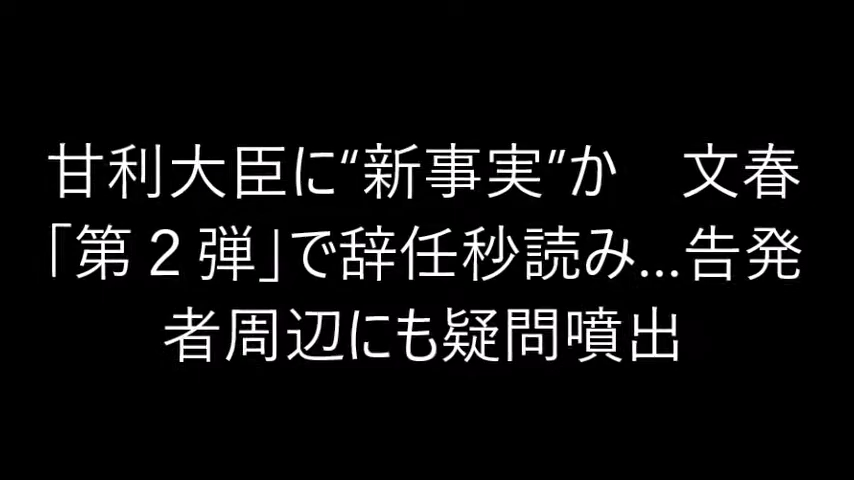 甘利大臣に“新事実”か　文春
「第２弾」で辞任秒読み...告発
者周辺にも疑問噴出